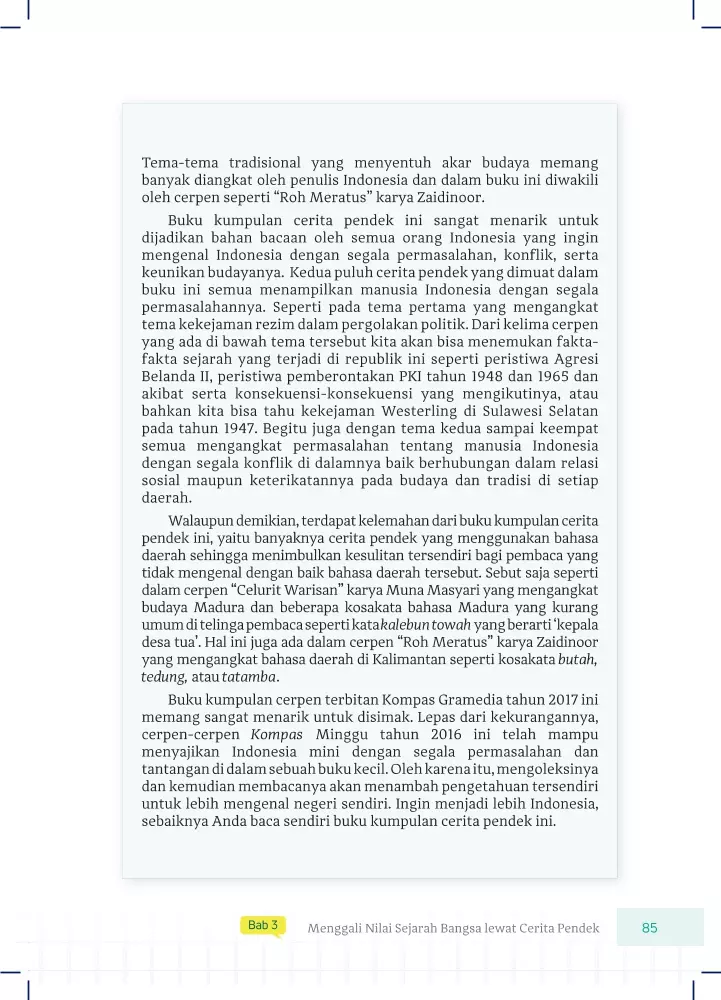 Tema-tema tradisional yang menyentuh akar budaya memang
banyak diangkat oleh penulis Indonesia dan dalam buku ini diwakili
oleh cerpen seperti “Roh Meratus” karya Zaidinoor.
Buku kumpulan cerita pendek ini sangat menarik untuk
dijadikan bahan bacaan oleh semua orang Indonesia yang ingin
mengenal Indonesia dengan segala permasalahan, konflik, serta
keunikan budayanya. Kedua puluh cerita pendek yang dimuat dalam
buku ini semua menampilkan manusia Indonesia dengan segala
permasalahannya. Seperti pada tema pertama yang mengangkat
tema kekejaman rezim dalam pergolakan politik. Dari kelima cerpen
yang ada di bawah tema tersebut kita akan bisa menemukan fakta-
fakta sejarah yang terjadi di republik ini seperti peristiwa Agresi
Belanda II, peristiwa pemberontakan PKI tahun 1948 dan 1965 dan
akibat serta konsekuensi-konsekuensi yang mengikutinya, atau
bahkan kita bisa tahu kekejaman Westerling di Sulawesi Selatan
pada tahun 1947. Begitu juga dengan tema kedua sampai keempat
semua mengangkat permasalahan tentang manusia Indonesia
dengan segala konflik di dalamnya baik berhubungan dalam relasi
sosial maupun keterikatannya pada budaya dan tradisi di setiap
daerah.
Walaupun demikian, terdapat kelemahan dari buku kumpulan cerita
pendek ini, yaitu banyaknya cerita pendek yang menggunakan bahasa
daerah sehingga menimbulkan kesulitan tersendiri bagi pembaca yang
tidak mengenal dengan baik bahasa daerah tersebut. Sebut saja seperti
dalam cerpen “Celurit Warisan” karya Muna Masyari yang mengangkat
budaya Madura dan beberapa kosakata bahasa Madura yang kurang
umum di telinga pembaca seperti kata kalebun towah yang berarti ‘kepala
desa tua’. Hal ini juga ada dalam cerpen “Roh Meratus” karya Zaidinoor
yang mengangkat bahasa daerah di Kalimantan seperti kosakata butah,
tedung, atau tatamba.
Buku kumpulan cerpen terbitan Kompas Gramedia tahun 2017 ini
memang sangat menarik untuk disimak. Lepas dari kekurangannya,
cerpen-cerpen Kompas Minggu tahun 2016 ini telah mampu
menyajikan Indonesia mini dengan segala permasalahan dan
tantangan di dalam sebuah buku kecil. Oleh karena itu, mengoleksinya
dan kemudian membacanya akan menambah pengetahuan tersendiri
untuk lebih mengenal negeri sendiri. Ingin menjadi lebih Indonesia,
sebaiknya Anda baca sendiri buku kumpulan cerita pendek ini.
Bab 3 Menggali Nilai Sejarah Bangsa lewat Cerita Pendek 85